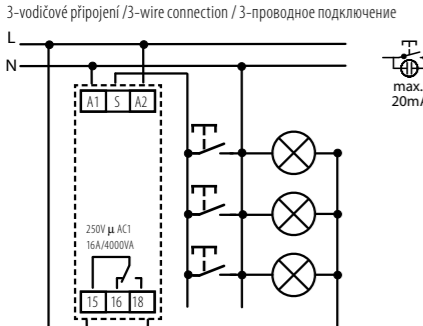 3-vodičové připojení /3-wire connection / 3-проводное подключение
L
N
A1 S A2
max.
20mA
250V µ AC1
16A/4000VA
15 16 18